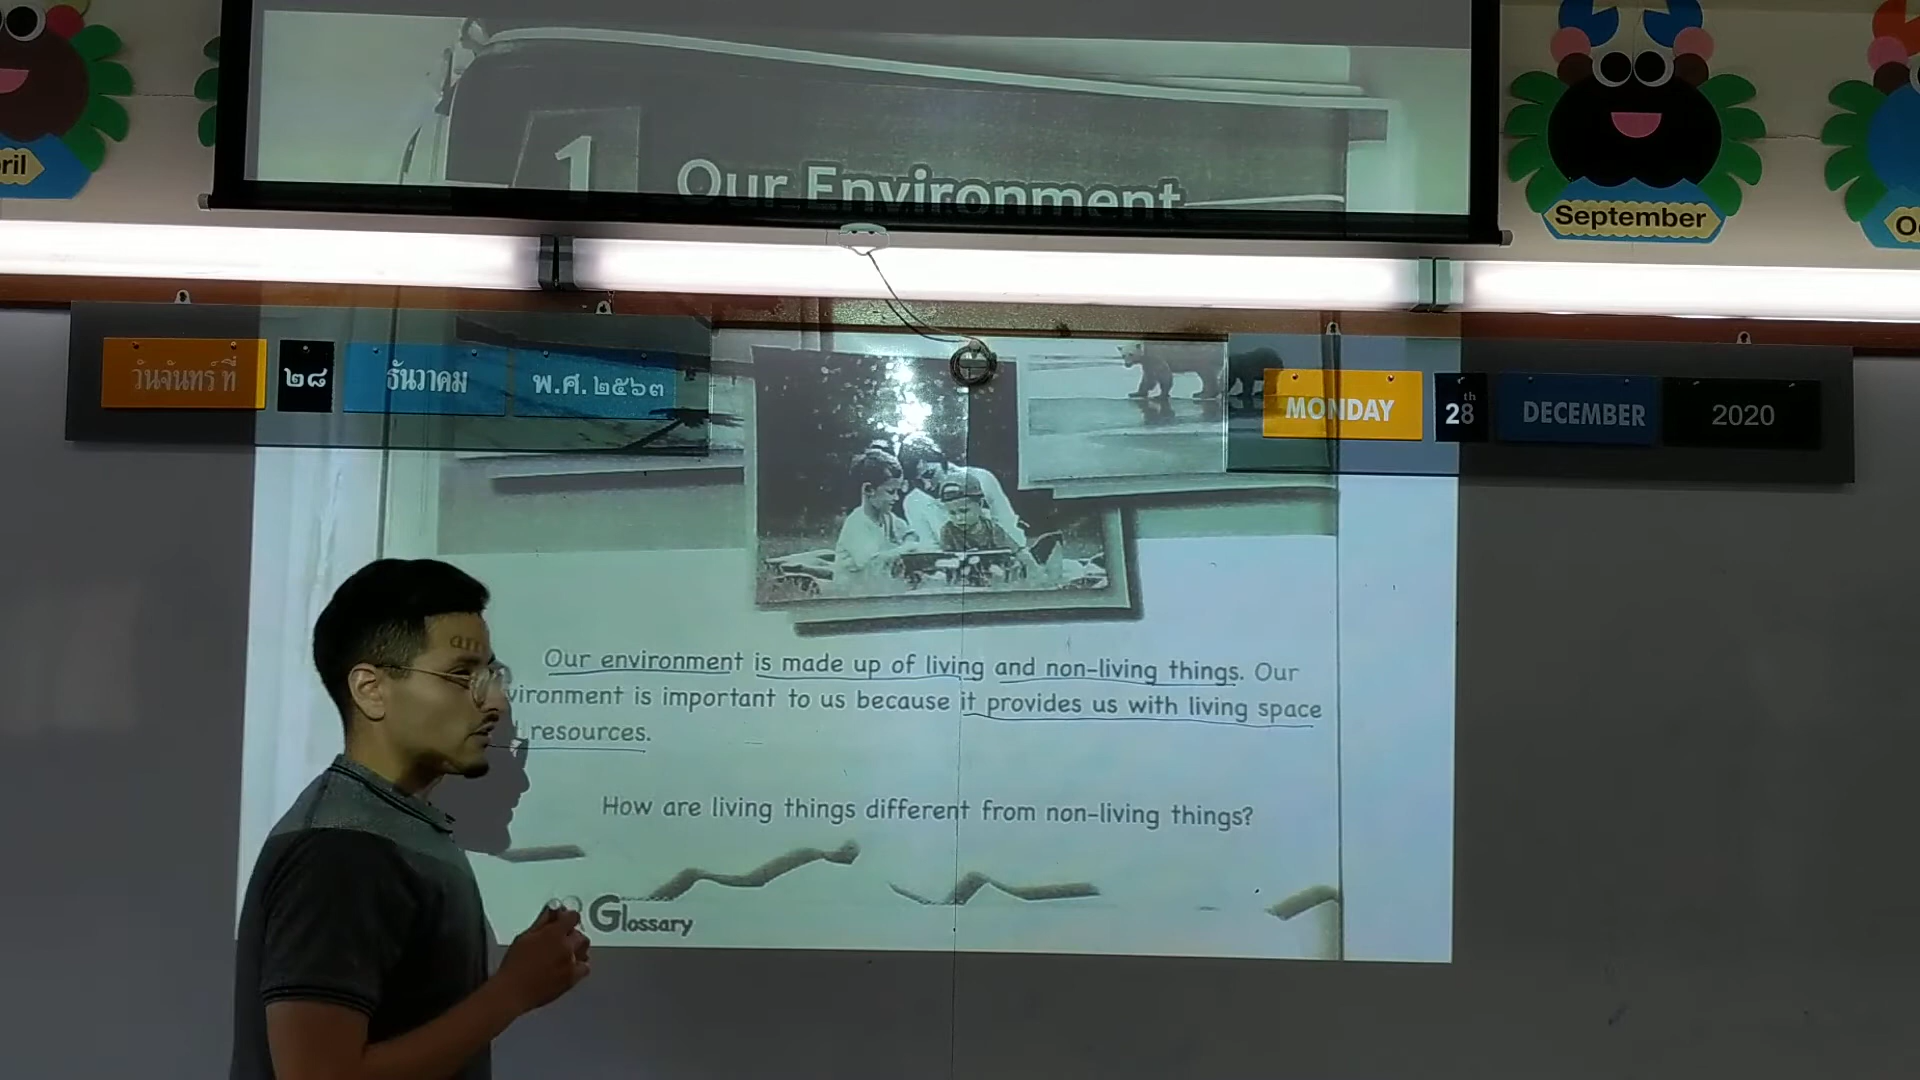 ril
September
O
1 Our Environment
วันจันทร์ ที่ ๒๘ ธันวาคม พ.ศ. ๒๕๖๓
MONDAY 28th DECEMBER 2020
Our environment is made up of living and non-living things. Our
vironment is important to us because it provides us with living space
resources.
How are living things different from non-living things?
Glossary